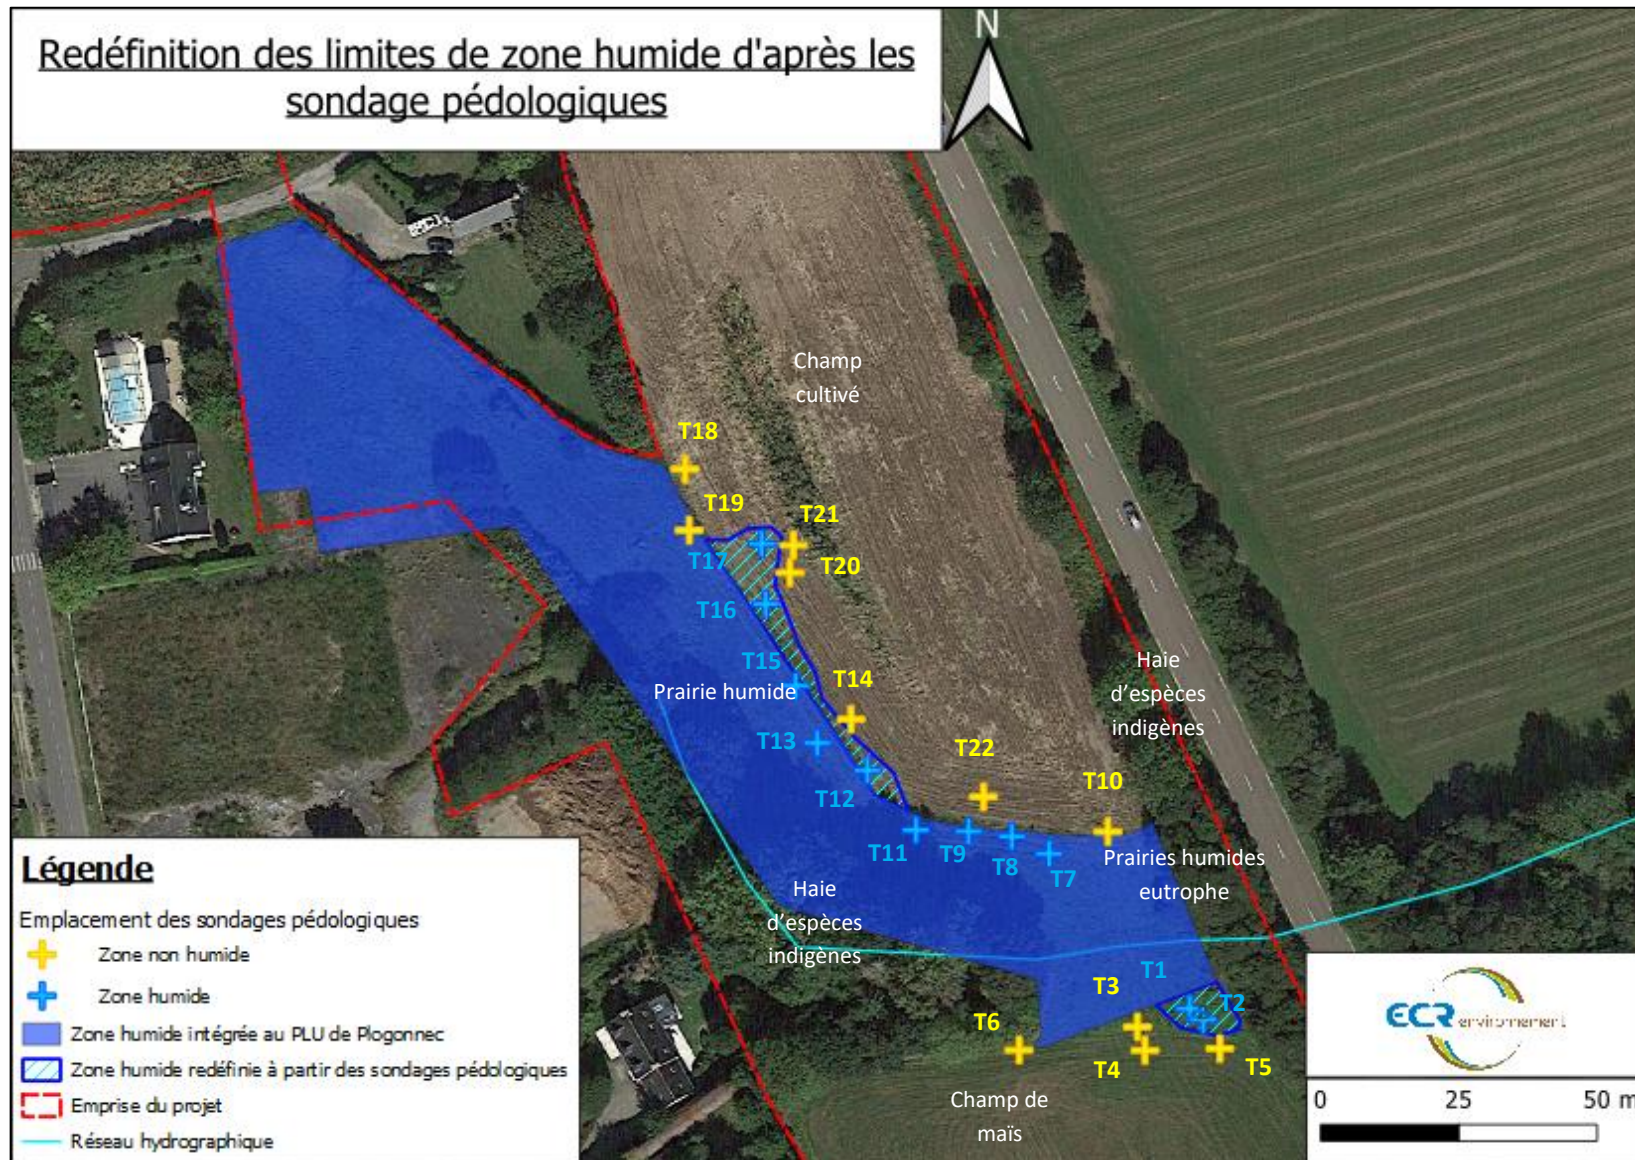 Redéfinition des limites de zone humide d'après les
sondage pédologiques
N
Champ
cultivé
T18
T19
T21
T17
T20
T16
T15
T14
Prairie humide
Haie
d'espèces
indigènes
T13
T22
T12
T10
T11
T9
T8
T7
Prairies humides
eutrophe
Haie
d'espèces
indigènes
T1
T3
T2
T6
T4
T5
Champ de
maïs
Légende
Emplacement des sondages pédologiques
Zone non humide
Zone humide
Zone humide intégrée au PLU de Plogonnec
Zone humide redéfinie à partir des sondages pédologiques
Emprise du projet
Réseau hydrographique
ECR environnement
0 25 50 m